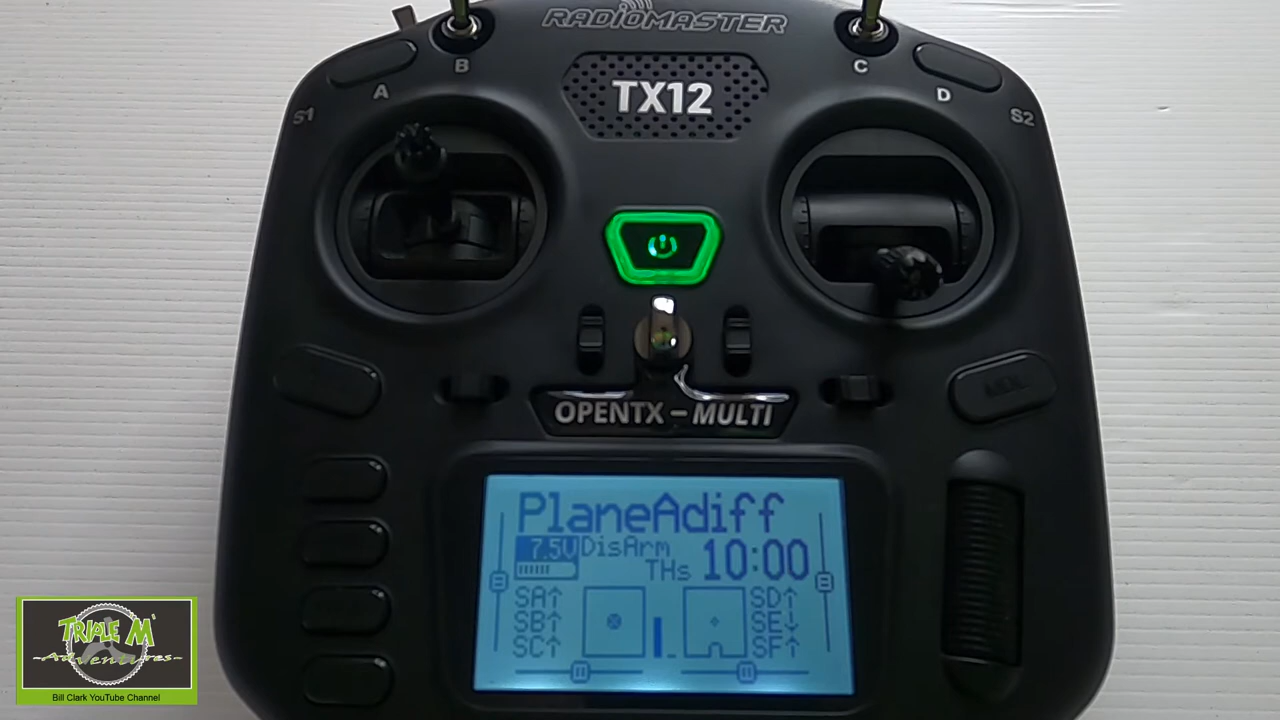 RADIOMASTER
B
C
TX12
A
D
S1
S2
MDL
OPENTX – MULTI
PlaneAdiff
7.5V DisArm
THs 10:00
SA↑
SD↑
SB↑
SE↓
SC↑
SF↑
TRIPLE M
-Adventures-
Bill Clark YouTube Channel